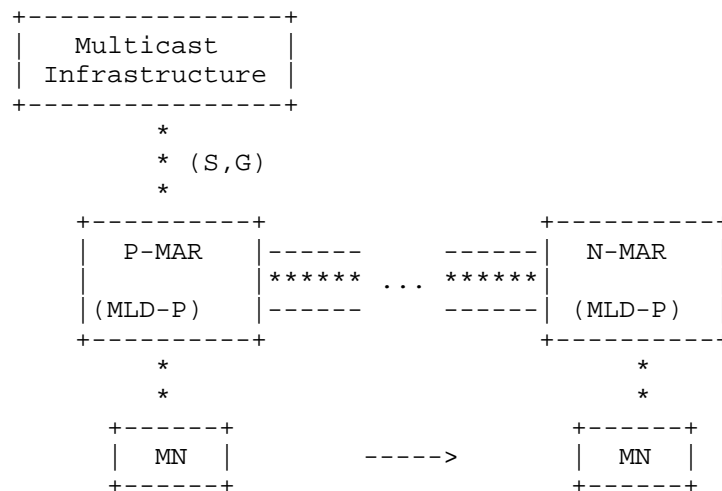 +----------------+
|   Multicast    |
| Infrastructure |
+----------------+
         *
         * (S,G)
         *
    +----------+                 +-----------+
    |  P-MAR   |------     ------|  N-MAR
    |          |****** ... ******|
    |(MLD-P)   |------     ------| (MLD-P)
    +----------+                 +-----------+
         *                             *
         *                             *
      +------+                     +------+
      |  MN  |        ----->       |  MN  |
      +------+                     +------+